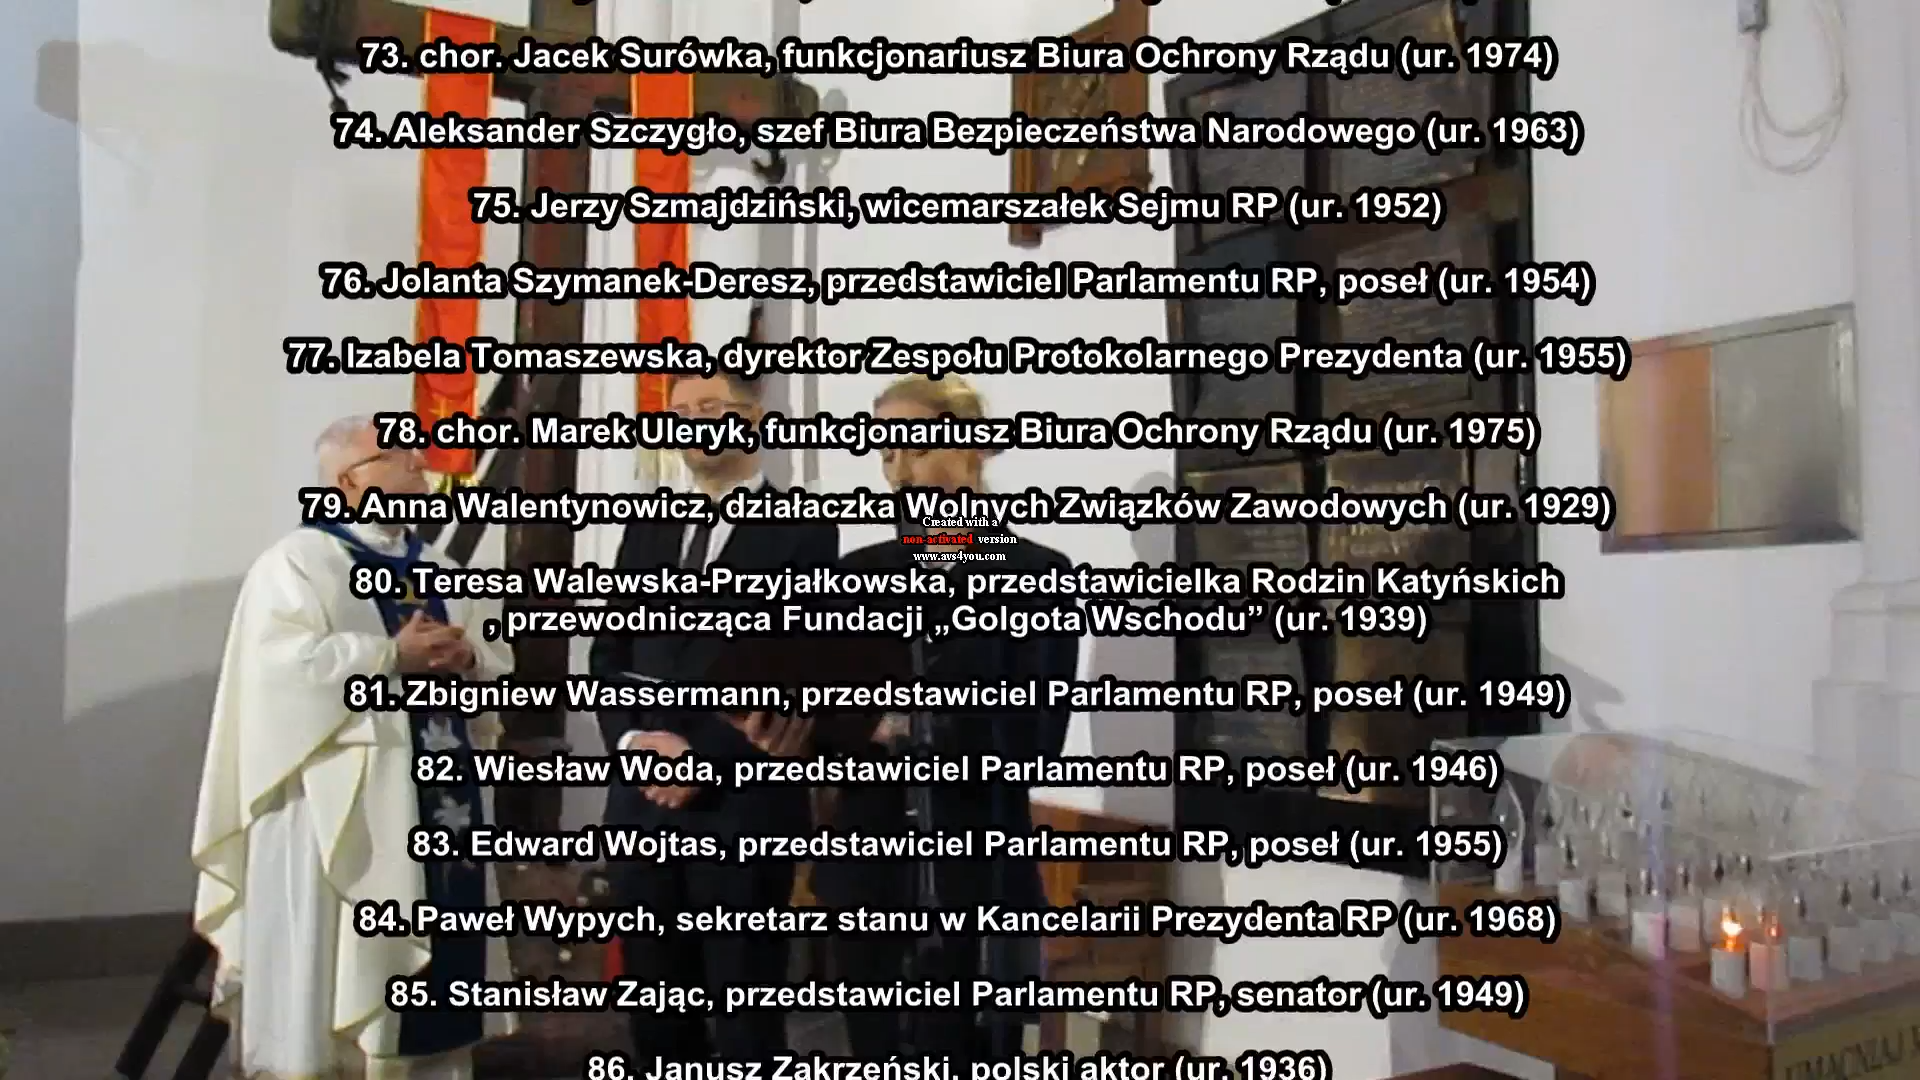 73. chor. Jacek Surówka, funkcjonariusz Biura Ochrony Rządu (ur. 1974)
74. Aleksander Szczygło, szef Biura Bezpieczeństwa Narodowego (ur. 1963)
75. Jerzy Szmajdziński, wicemarszałek Sejmu RP (ur. 1952)
76. Jolanta Szymanek-Deresz, przedstawiciel Parlamentu RP, poseł (ur. 1954)
77. Izabela Tomaszewska, dyrektor Zespołu Protokolarnego Prezydenta (ur. 1955)
78. chor. Marek Uleryk, funkcjonariusz Biura Ochrony Rządu (ur. 1975)
79. Anna Walentynowicz, działaczka Wolnych Związków Zawodowych (ur. 1929)
Created with a
non-activated version
www.avs4you.com
80. Teresa Walewska-Przyjałkowska, przedstawicielka Rodzin Katyńskich
, przewodnicząca Fundacji „Golgota Wschodu” (ur. 1939)
81. Zbigniew Wassermann, przedstawiciel Parlamentu RP, poseł (ur. 1949)
82. Wiesław Woda, przedstawiciel Parlamentu RP, poseł (ur. 1946)
83. Edward Wojtas, przedstawiciel Parlamentu RP, poseł (ur. 1955)
84. Paweł Wypych, sekretarz stanu w Kancelarii Prezydenta RP (ur. 1968)
85. Stanisław Zając, przedstawiciel Parlamentu RP, senator (ur. 1949)
86. Janusz Zakrzeński, polski aktor (ur. 1936)